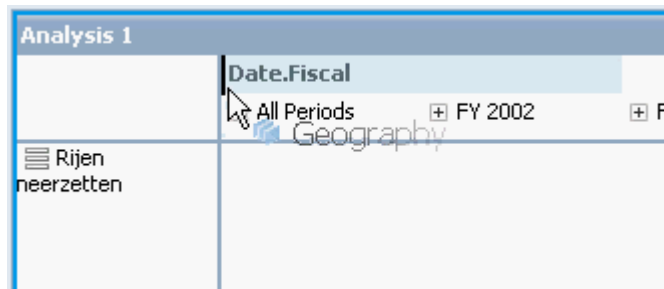 Analysis 1
Date.Fiscal
All Periods FY 2002 F
Geography
Rijen
neerzetten